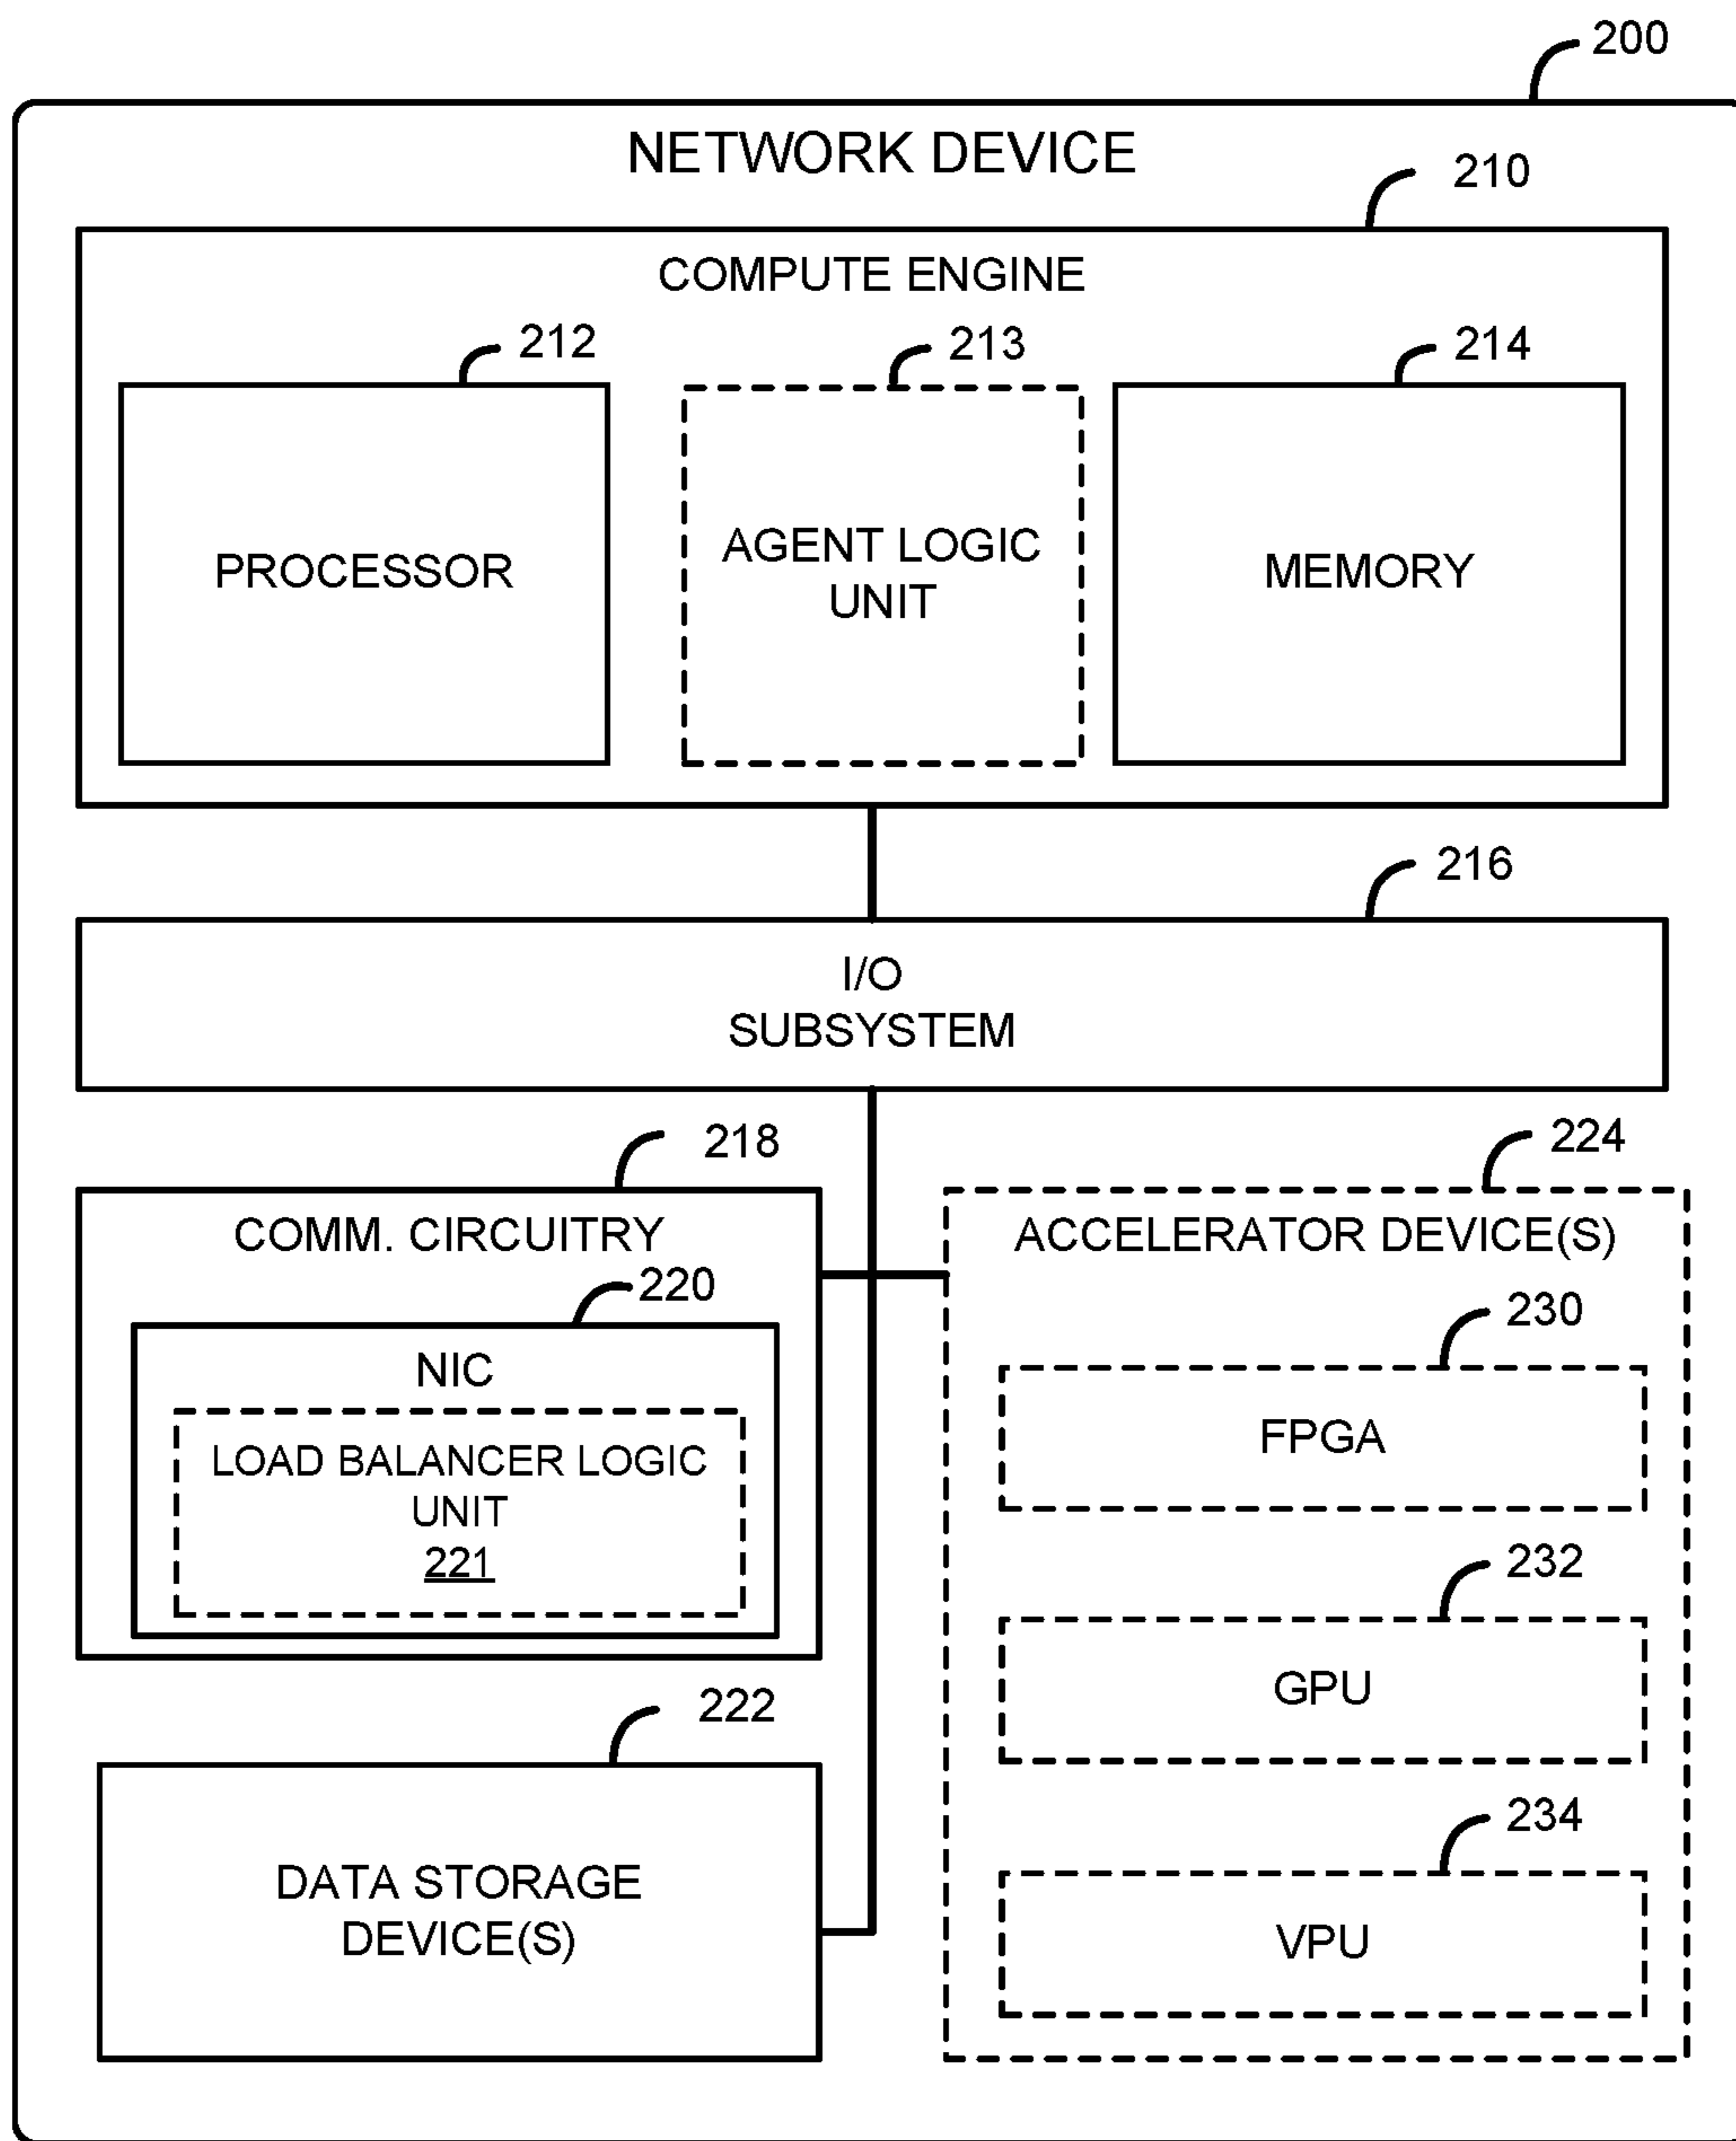 200
NETWORK DEVICE
210
COMPUTE ENGINE
212
213
214
PROCESSOR
AGENT LOGIC
UNIT
MEMORY
216
I/O
SUBSYSTEM
218
COMM. CIRCUITRY
220
NIC
LOAD BALANCER LOGIC
UNIT
221
222
DATA STORAGE
DEVICE(S)
224
ACCELERATOR DEVICE(S)
230
FPGA
232
GPU
234
VPU